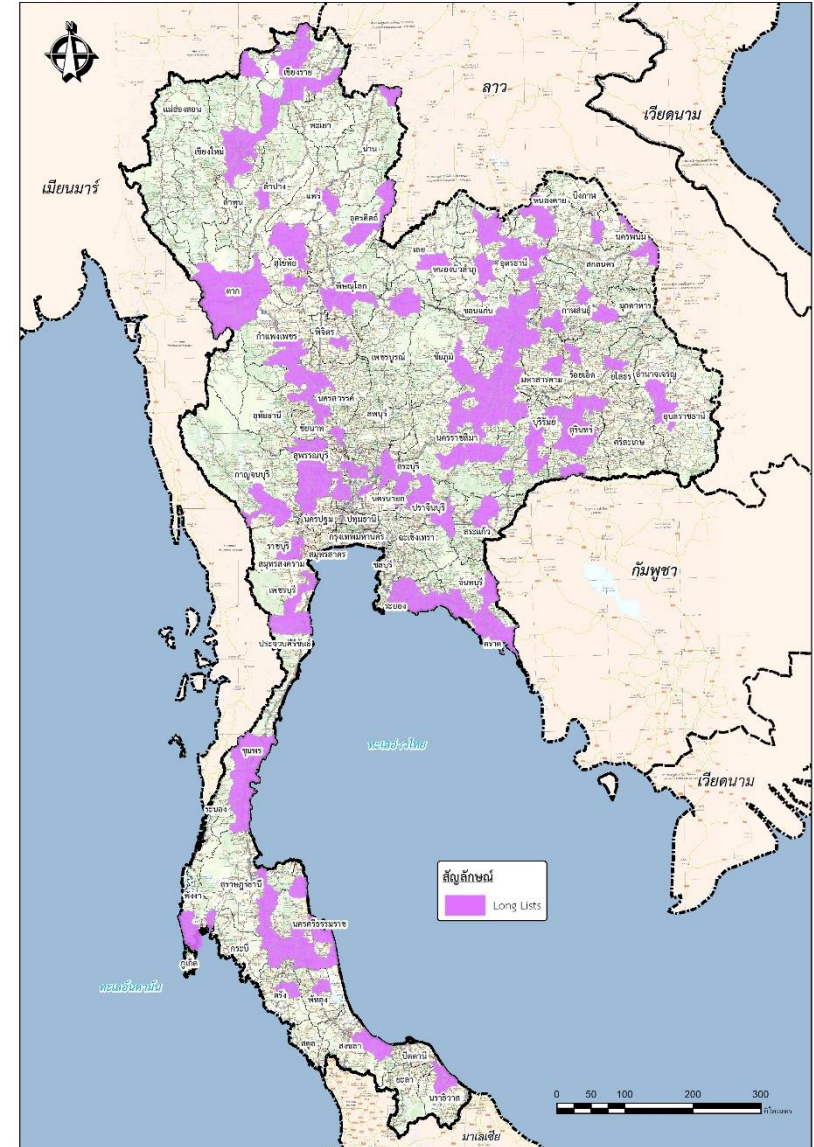 ลาว
เวียดนาม
เมียนมาร์
เชียงราย
แม่ฮ่องสอน
พะเยา
เชียงใหม่
น่าน
ลำปาง
แพร่
ลำพูน
อุตรดิตถ์
บึงกาฬ
หนองคาย
เลย
อุดรธานี
นครพนม
สุโขทัย
หนองบัวลำภู
สกลนคร
ตาก
พิษณุโลก
ขอนแก่น
กาฬสินธุ์
มุกดาหาร
กำแพงเพชร
พิจิตร
เพชรบูรณ์
ชัยภูมิ
มหาสารคาม
ร้อยเอ็ด
ยโสธร
อำนาจเจริญ
นครสวรรค์
อุทัยธานี
ลพบุรี
ชัยนาท
บุรีรัมย์
สุรินทร์
อุบลราชธานี
นครราชสีมา
ศรีสะเกษ
สุพรรณบุรี
สระบุรี
กาญจนบุรี
นครนายก
ปราจีนบุรี
นครปฐม
ปทุมธานี
สระแก้ว
กรุงเทพมหานคร
ฉะเชิงเทรา
ราชบุรี
สมุทรสาคร
สมุทรสงคราม
ชลบุรี
กัมพูชา
เพชรบุรี
จันทบุรี
ระยอง
ประจวบคีรีขันธ์
ตราด
ทะเลอ่าวไทย
ชุมพร
เวียดนาม
ระนอง
สุราษฎร์ธานี
พังงา
นครศรีธรรมราช
กระบี่
ภูเก็ต
ทะเลอันดามัน
ตรัง
พัทลุง
สตูล
สงขลา
ปัตตานี
ยะลา
นราธิวาส
มาเลเซีย
สัญลักษณ์
Long Lists
0 50 100 200 300
กิโลเมตร